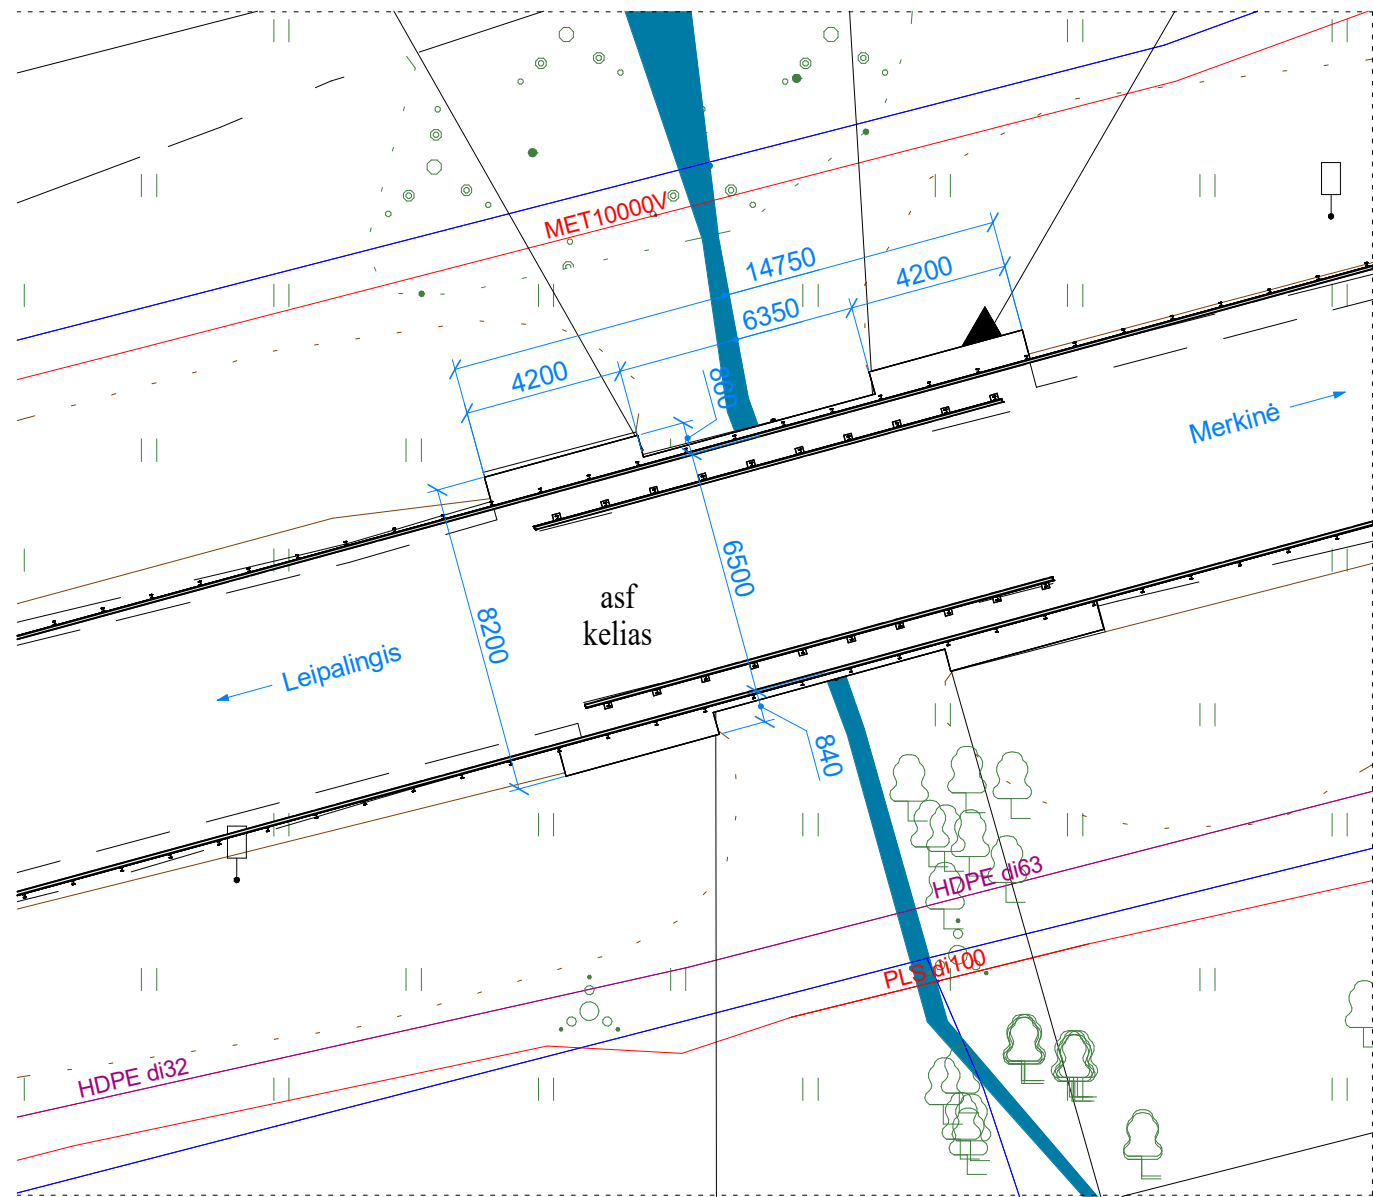 MET10000V
14750
4200
6350
4200
860
Merkinė
6500
asf
kelias
8200
Leipalingis
840
HDPE di63
PLS di100
HDPE di32